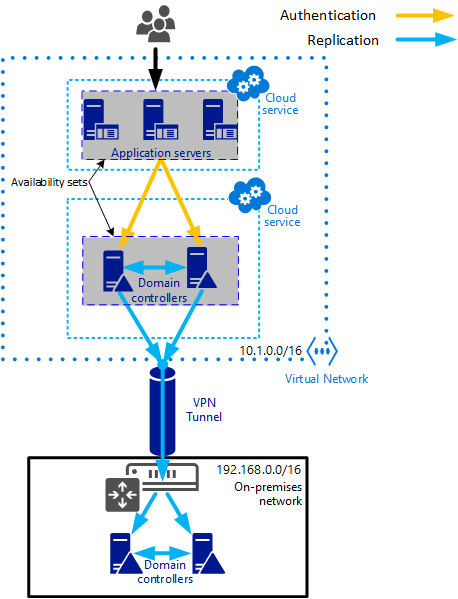 Authentication
Replication
Cloud
service
Application servers
Availability sets
Cloud
service
Domain
controllers
10.1.0.0/16
Virtual Network
VPN
Tunnel
192.168.0.0/16
On-premises
network
Domain
controllers